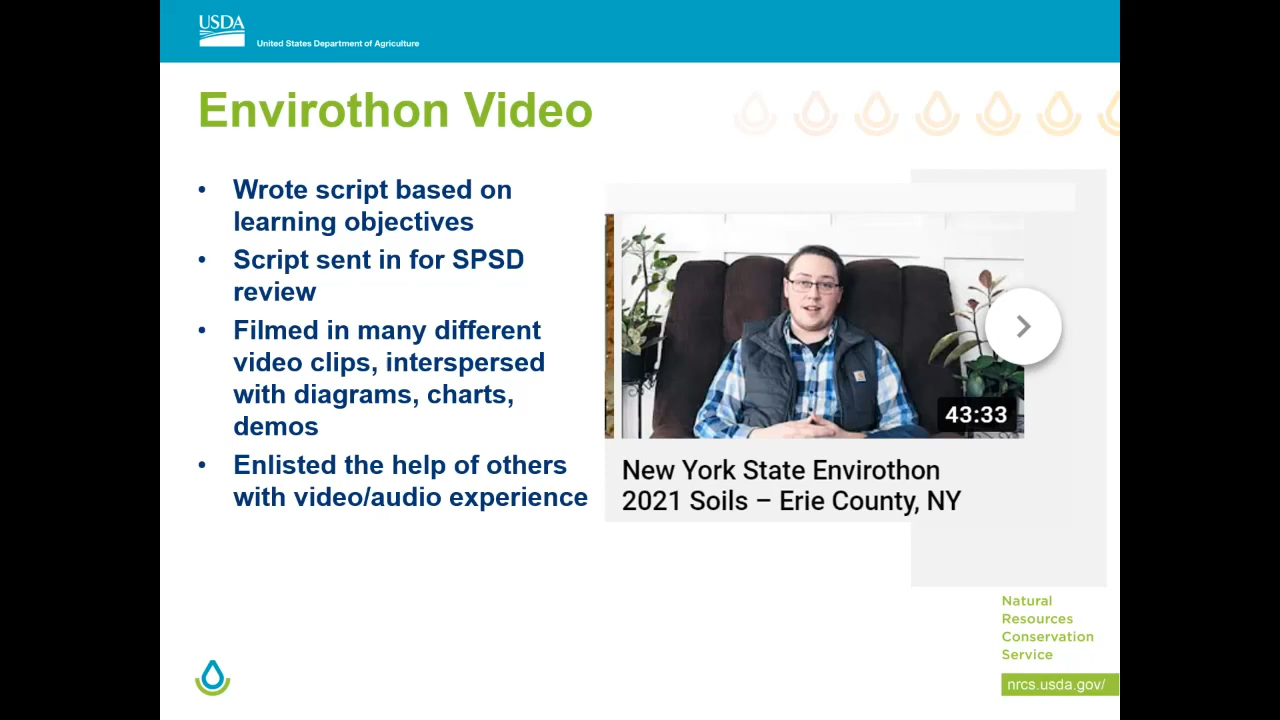 USDA
United States Department of Agriculture
Envirothon Video
• Wrote script based on
learning objectives
• Script sent in for SPSD
review
• Filmed in many different
video clips, interspersed
with diagrams, charts,
demos
• Enlisted the help of others
with video/audio experience
43:33
New York State Envirothon
2021 Soils – Erie County, NY
Natural
Resources
Conservation
Service
nrcs.usda.gov/